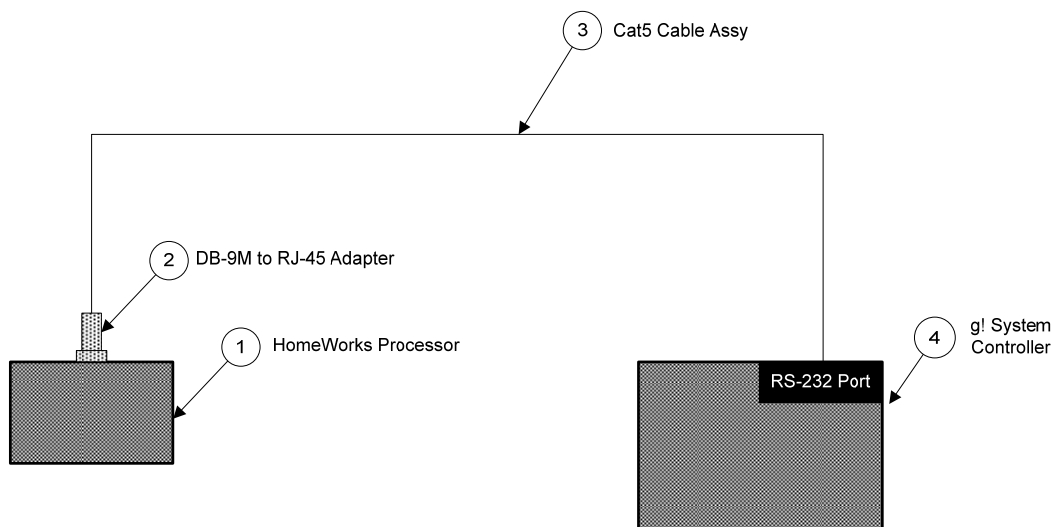 3 Cat5 Cable Assy
2 DB-9M to RJ-45 Adapter
1 HomeWorks Processor
4 g! System
Controller
RS-232 Port